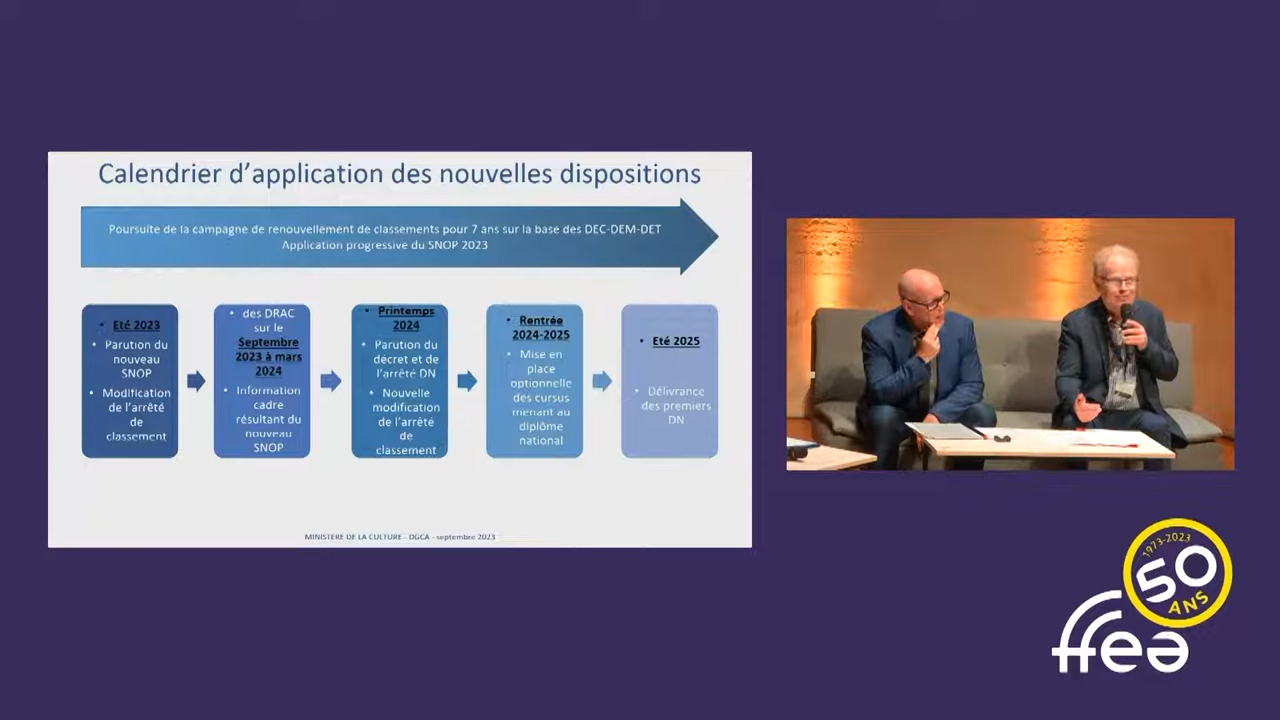 Calendrier d'application des nouvelles dispositions
Poursuite de la campagne de renouvellement de classements pour 7 ans sur la base des DEC-DEM-DET
Application progressive du SNOP 2023
• Eté 2023
• Parution du
nouveau
SNOP
• Modification
de l'arrêté
de
classement
• des DRAC
sur le
Septembre
2023 à mars
2024
• Information
cadre
résultant du
nouveau
SNOP
• Printemps
2024
• Parution du
décret et de
l'arrêté DN
• Nouvelle
modification
de l'arrêté
de
classement
• Rentrée
2024-2025
• Mise en
place
optionnelle
des cursus
menant au
diplôme
national
• Eté 2025
• Délivrance
des premiers
DN
MINISTERE DE LA CULTURE - DGCA - septembre 2023
1973-2023
50
ANS
ffea